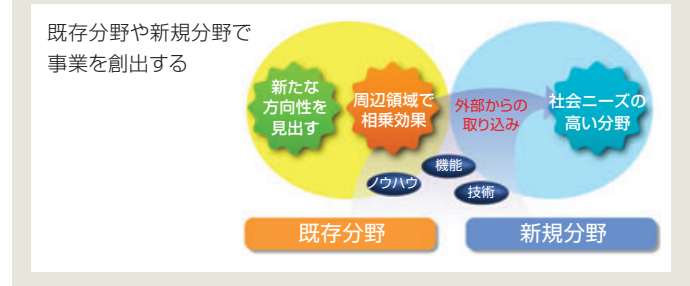 既存分野や新規分野で
事業を創出する
新たな
方向性を
見出す
周辺領域で
相乗効果
外部からの
取り込み
社会ニーズの
高い分野
機能
ノウハウ
技術
既存分野
新規分野